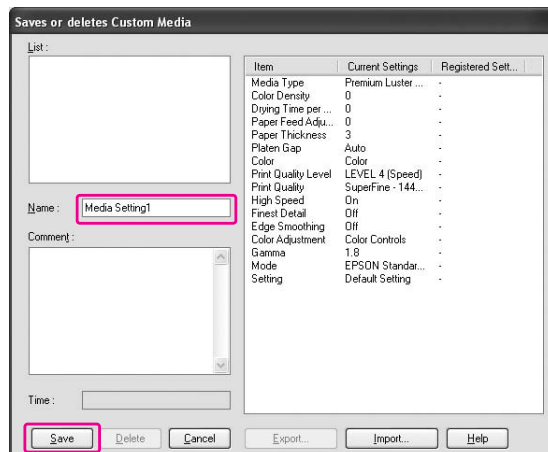 Saves or deletes Custom Media
List :
Name : Media Setting1
Comment :
Time :
Item Current Settings Registered Sett...
Media Type Premium Luster ... -
Color Density 0 -
Drying Time per ... 0 -
Paper Feed Adju... 0 -
Paper Thickness 3 -
Platen Gap Auto -
Color Color -
Print Quality Level LEVEL 4 (Speed) -
Print Quality SuperFine - 144... -
High Speed On -
Finest Detail Off -
Edge Smoothing Off -
Color Adjustment Color Controls -
Gamma 1.8 -
Mode EPSON Standar... -
Setting Default Setting -
Save Delete Cancel Export... Import... Help